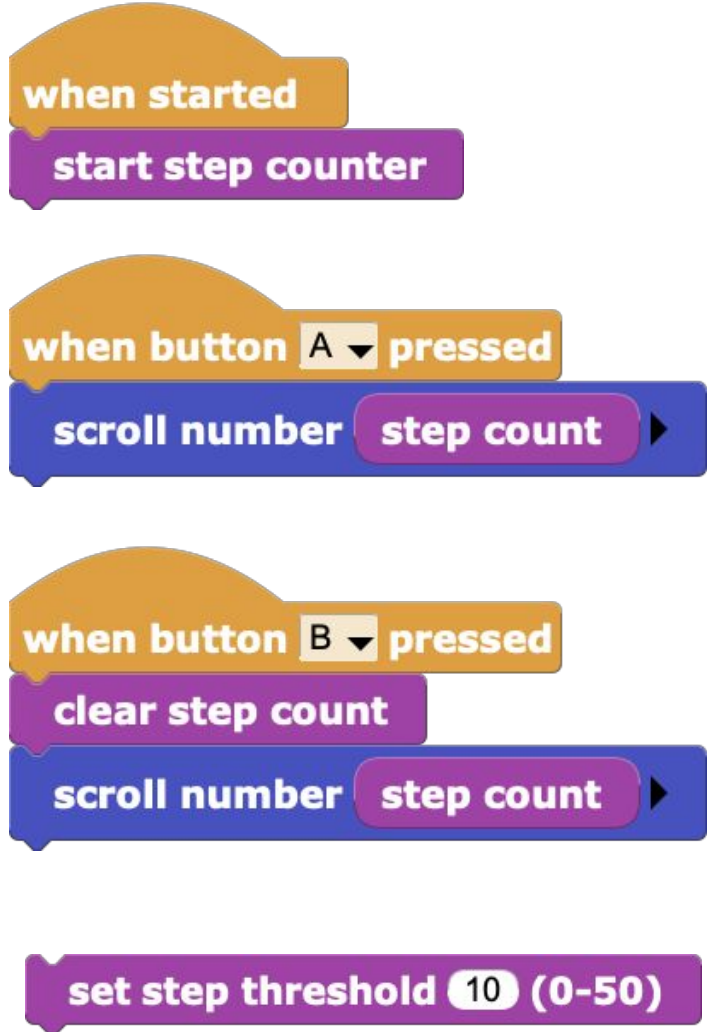 when started
start step counter
when button A pressed
scroll number step count
when button B pressed
clear step count
scroll number step count
set step threshold 10 (0-50)